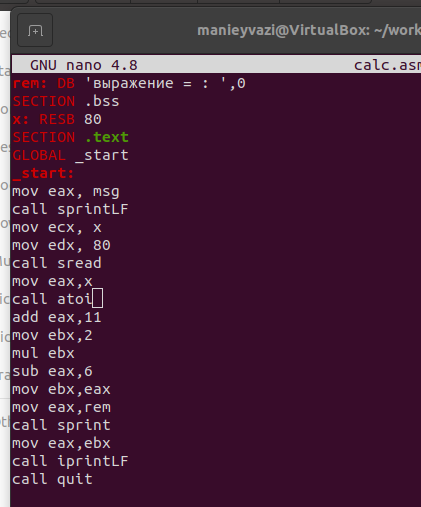 manieyvazi@VirtualBox: ~/work
GNU nano 4.8 calc.asm
rem: DB 'выражение = : ',0
SECTION .bss
x: RESB 80
SECTION .text
GLOBAL _start
_start:
mov eax, msg
call sprintLF
mov ecx, x
mov edx, 80
call sread
mov eax,x
call atoi
add eax,11
mov ebx,2
mul ebx
sub eax,6
mov ebx,eax
mov eax,rem
call sprint
mov eax,ebx
call iprintLF
call quit